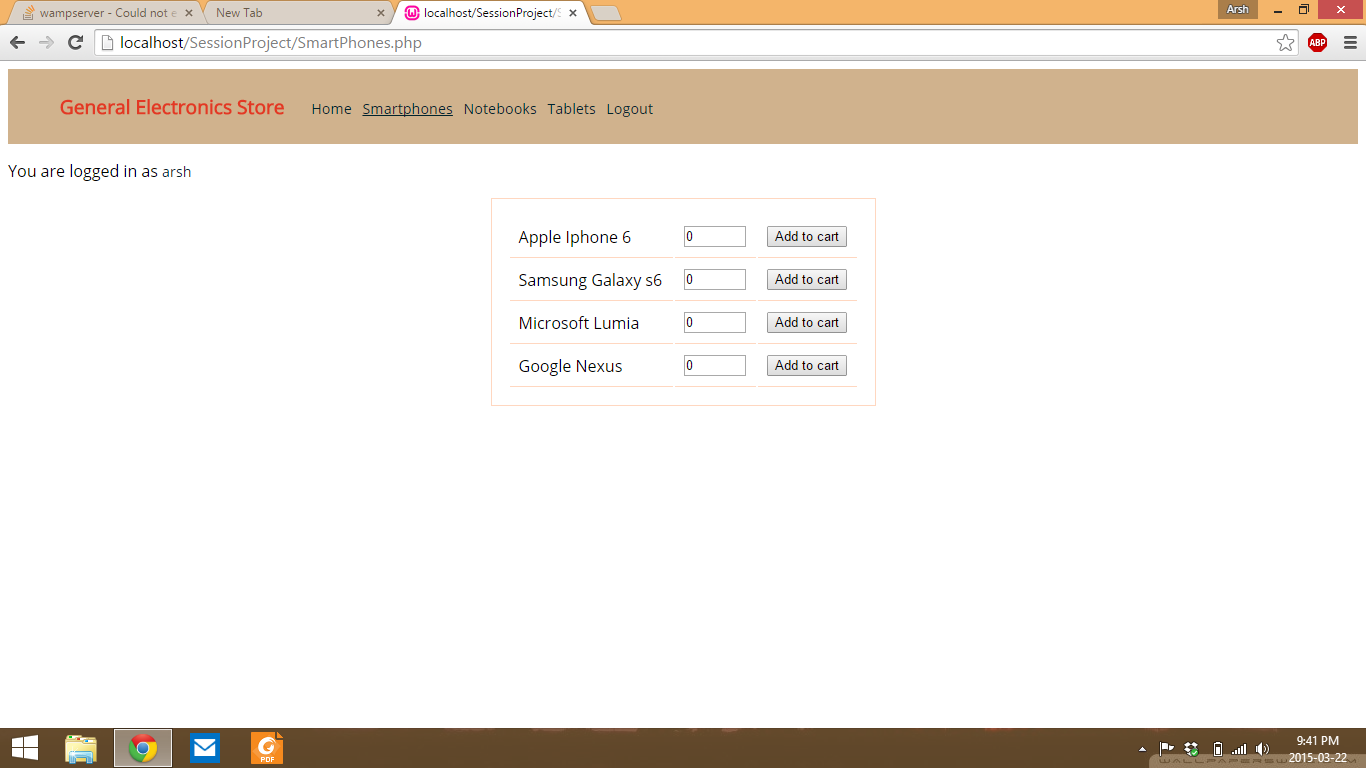 wampserver - Could not e
New Tab
localhost/SessionProject/S
Arsh
localhost/SessionProject/SmartPhones.php
ABP
General Electronics Store Home Smartphones Notebooks Tablets Logout
You are logged in as arsh
Apple Iphone 6 0 Add to cart
Samsung Galaxy s6 0 Add to cart
Microsoft Lumia 0 Add to cart
Google Nexus 0 Add to cart
PDF
9:41 PM
2015-03-22